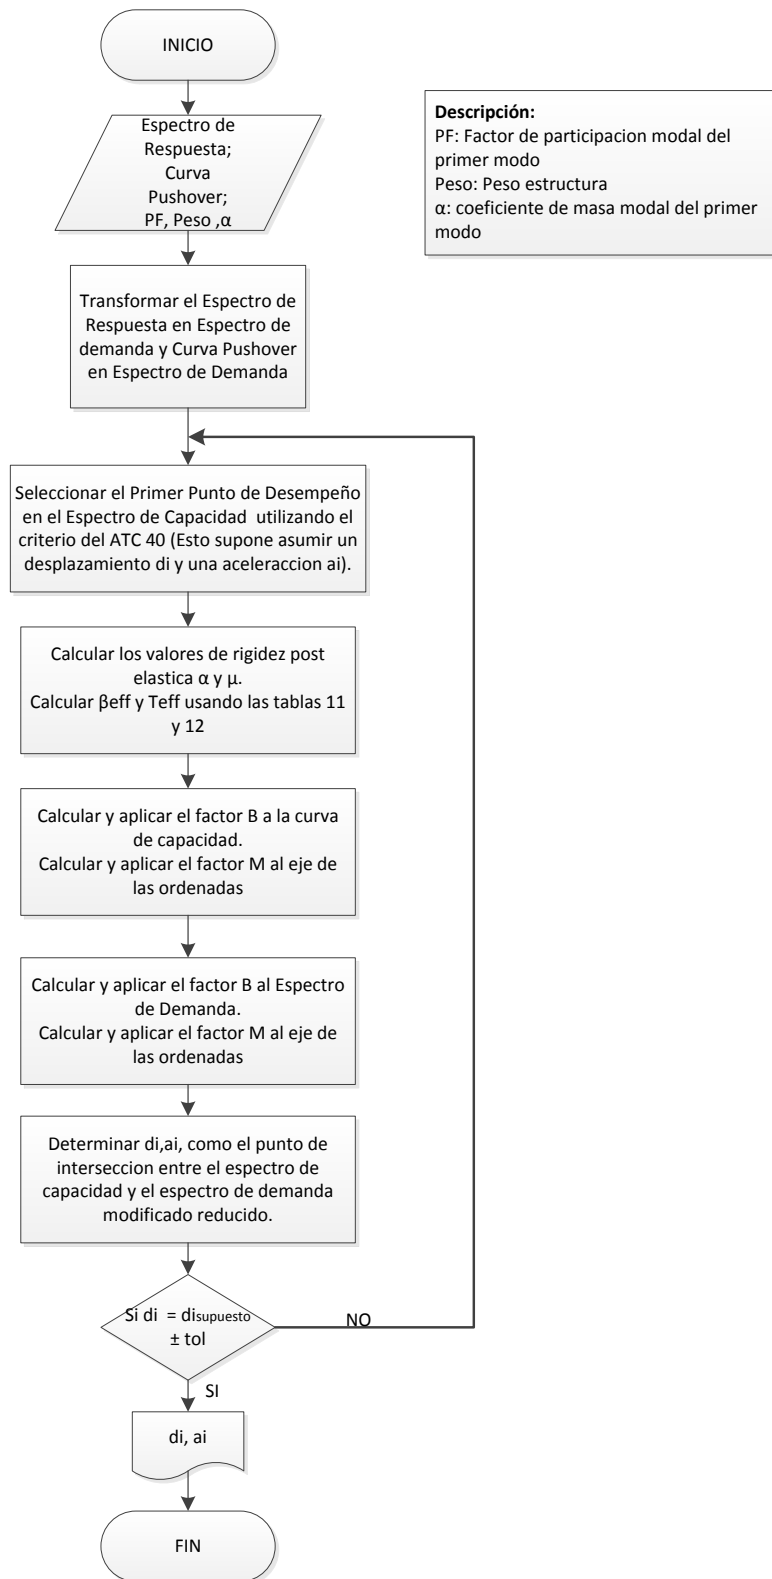 INICIO
Espectro de
Respuesta;
Curva
Pushover;
PF, Peso ,α
Descripción:
PF: Factor de participacion modal del
primer modo
Peso: Peso estructura
α: coeficiente de masa modal del primer
modo
Transformar el Espectro de
Respuesta en Espectro de
demanda y Curva Pushover
en Espectro de Demanda
Seleccionar el Primer Punto de Desempeño
en el Espectro de Capacidad utilizando el
criterio del ATC 40 (Esto supone asumir un
desplazamiento di y una aceleraccion ai).
Calcular los valores de rigidez post
elastica α y μ.
Calcular βeff y Teff usando las tablas 11
y 12
Calcular y aplicar el factor B a la curva
de capacidad.
Calcular y aplicar el factor M al eje de
las ordenadas
Calcular y aplicar el factor B al Espectro
de Demanda.
Calcular y aplicar el factor M al eje de
las ordenadas
Determinar di,ai, como el punto de
interseccion entre el espectro de
capacidad y el espectro de demanda
modificado reducido.
Si di = disupuesto
± tol
NO
SI
di, ai
FIN